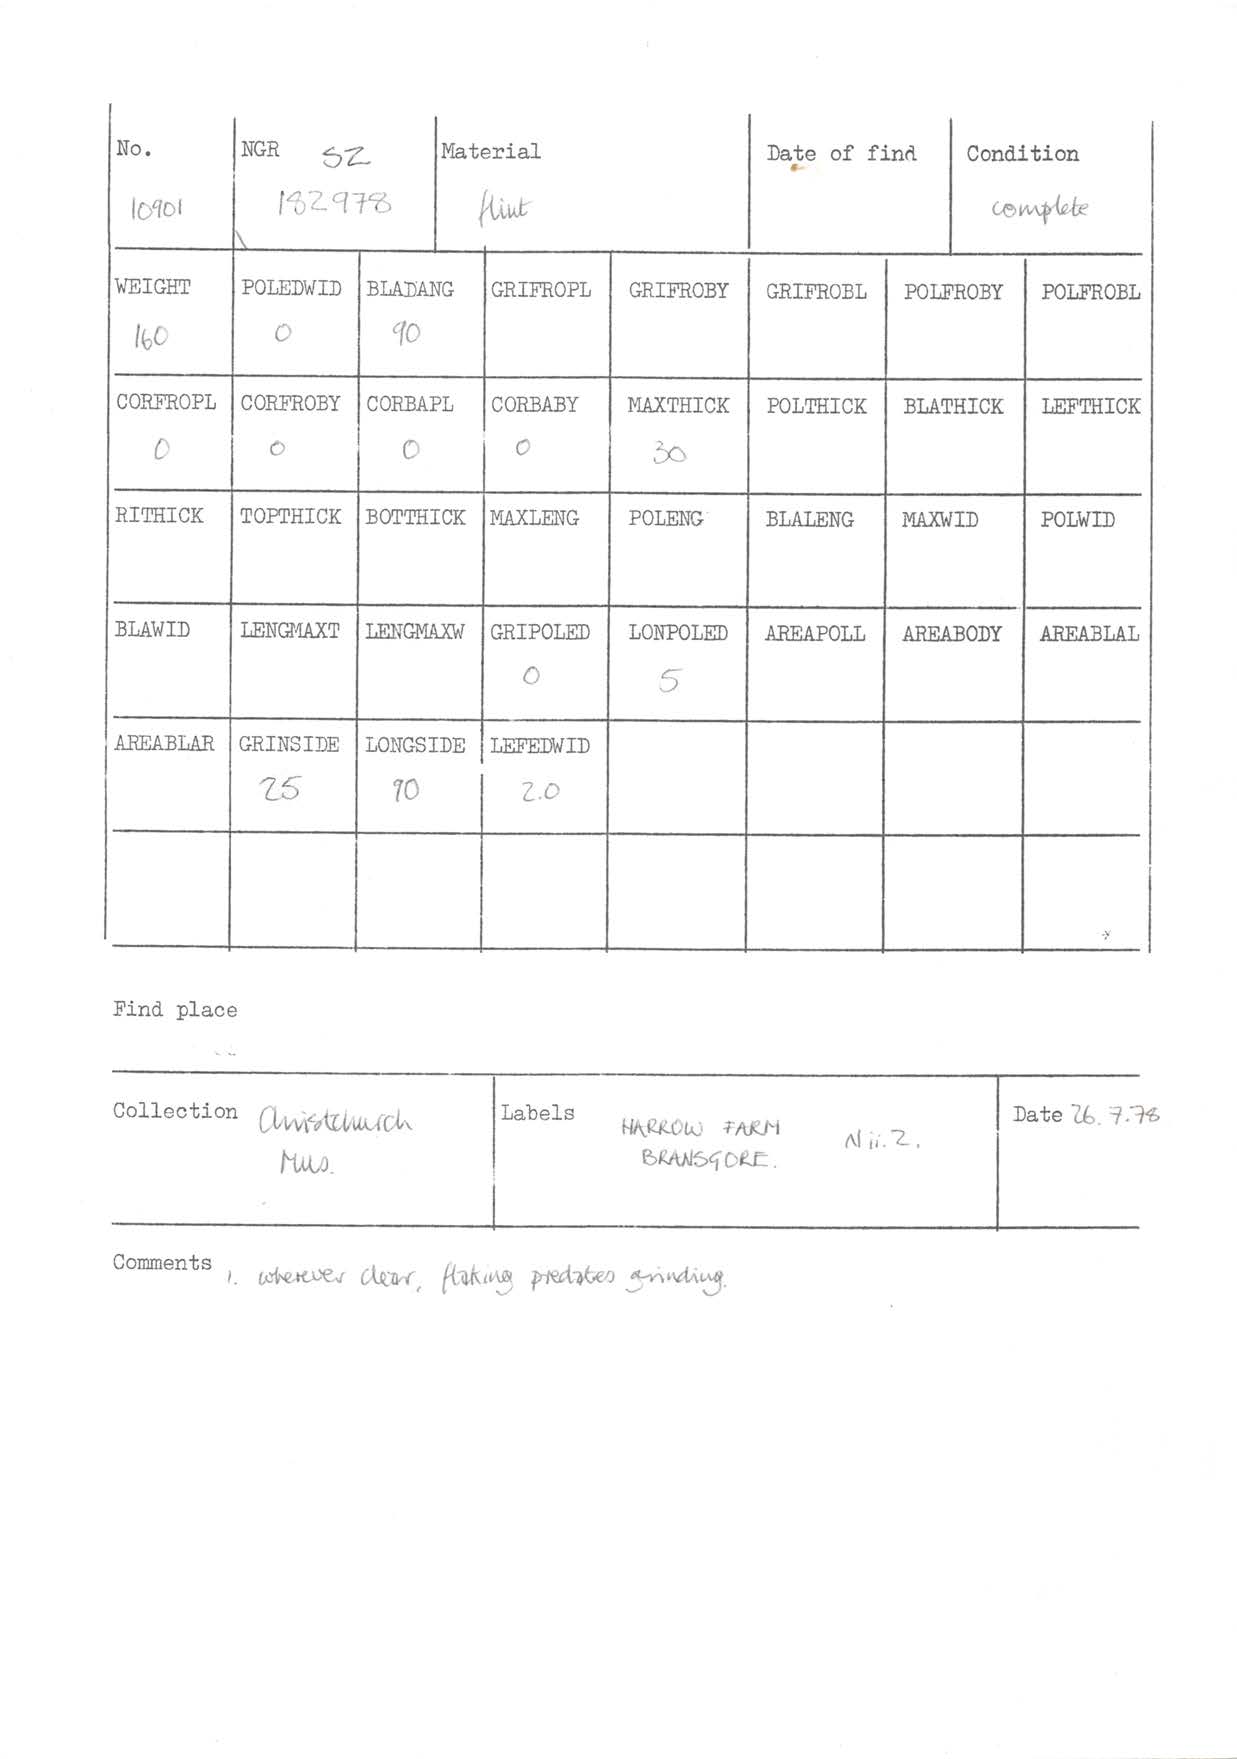 No. NGR SZ Material Date of find Condition
10901 182978 flint complete
WEIGHT POLEDWID BLADANG GRIFROPL GRIFROBY GRIFROBL POLFROBY POLFROBL
160 0 90
CORFROPL CORFROBY CORBAPL CORBABY MAXTHICK POLTHICK BLATHICK LEFTHICK
0 0 0 0 30
RITHICK TOPTHICK BOTTHICK MAXLENG POLENG BLALENG MAXWID POLWID
BLAWID LENGMAXT LENGMAXW GRIPOLED LONPOLED AREAPOLL AREABODY AREABLAL
0 5
AREABLAR GRINSIDE LONGSIDE LEFEDWID
25 90 2.0
Find place
Collection Christchurch Labels HARROW FARM Nii.2. Date 26.7.78
Mus. BRANSGORE.
Comments 1. wherever clear, flaking predates grinding.